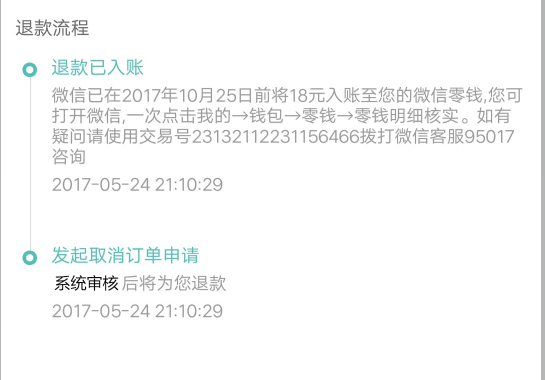 退款流程
退款已入账
微信已在2017年10月25日前将18元入账至您的微信零钱,您可
打开微信,一次点击我的→钱包→零钱→零钱明细核实。如有
疑问请使用交易号23132112231156466拨打微信客服95017
咨询
2017-05-24 21:10:29
发起取消订单申请
系统审核后将为您退款
2017-05-24 21:10:29